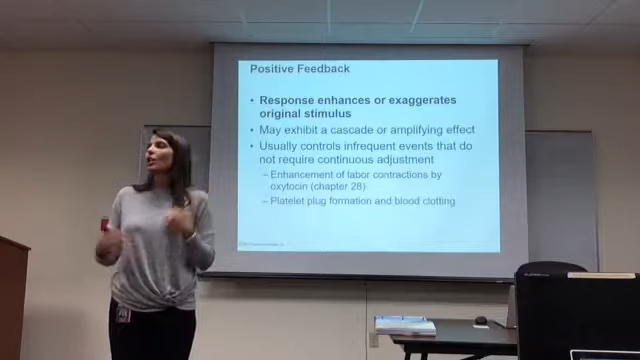 Positive Feedback
• Response enhances or exaggerates
original stimulus
• May exhibit a cascade or amplifying effect
• Usually controls infrequent events that do
not require continuous adjustment
– Enhancement of labor contractions by
oxytocin (chapter 28)
– Platelet plug formation and blood clotting